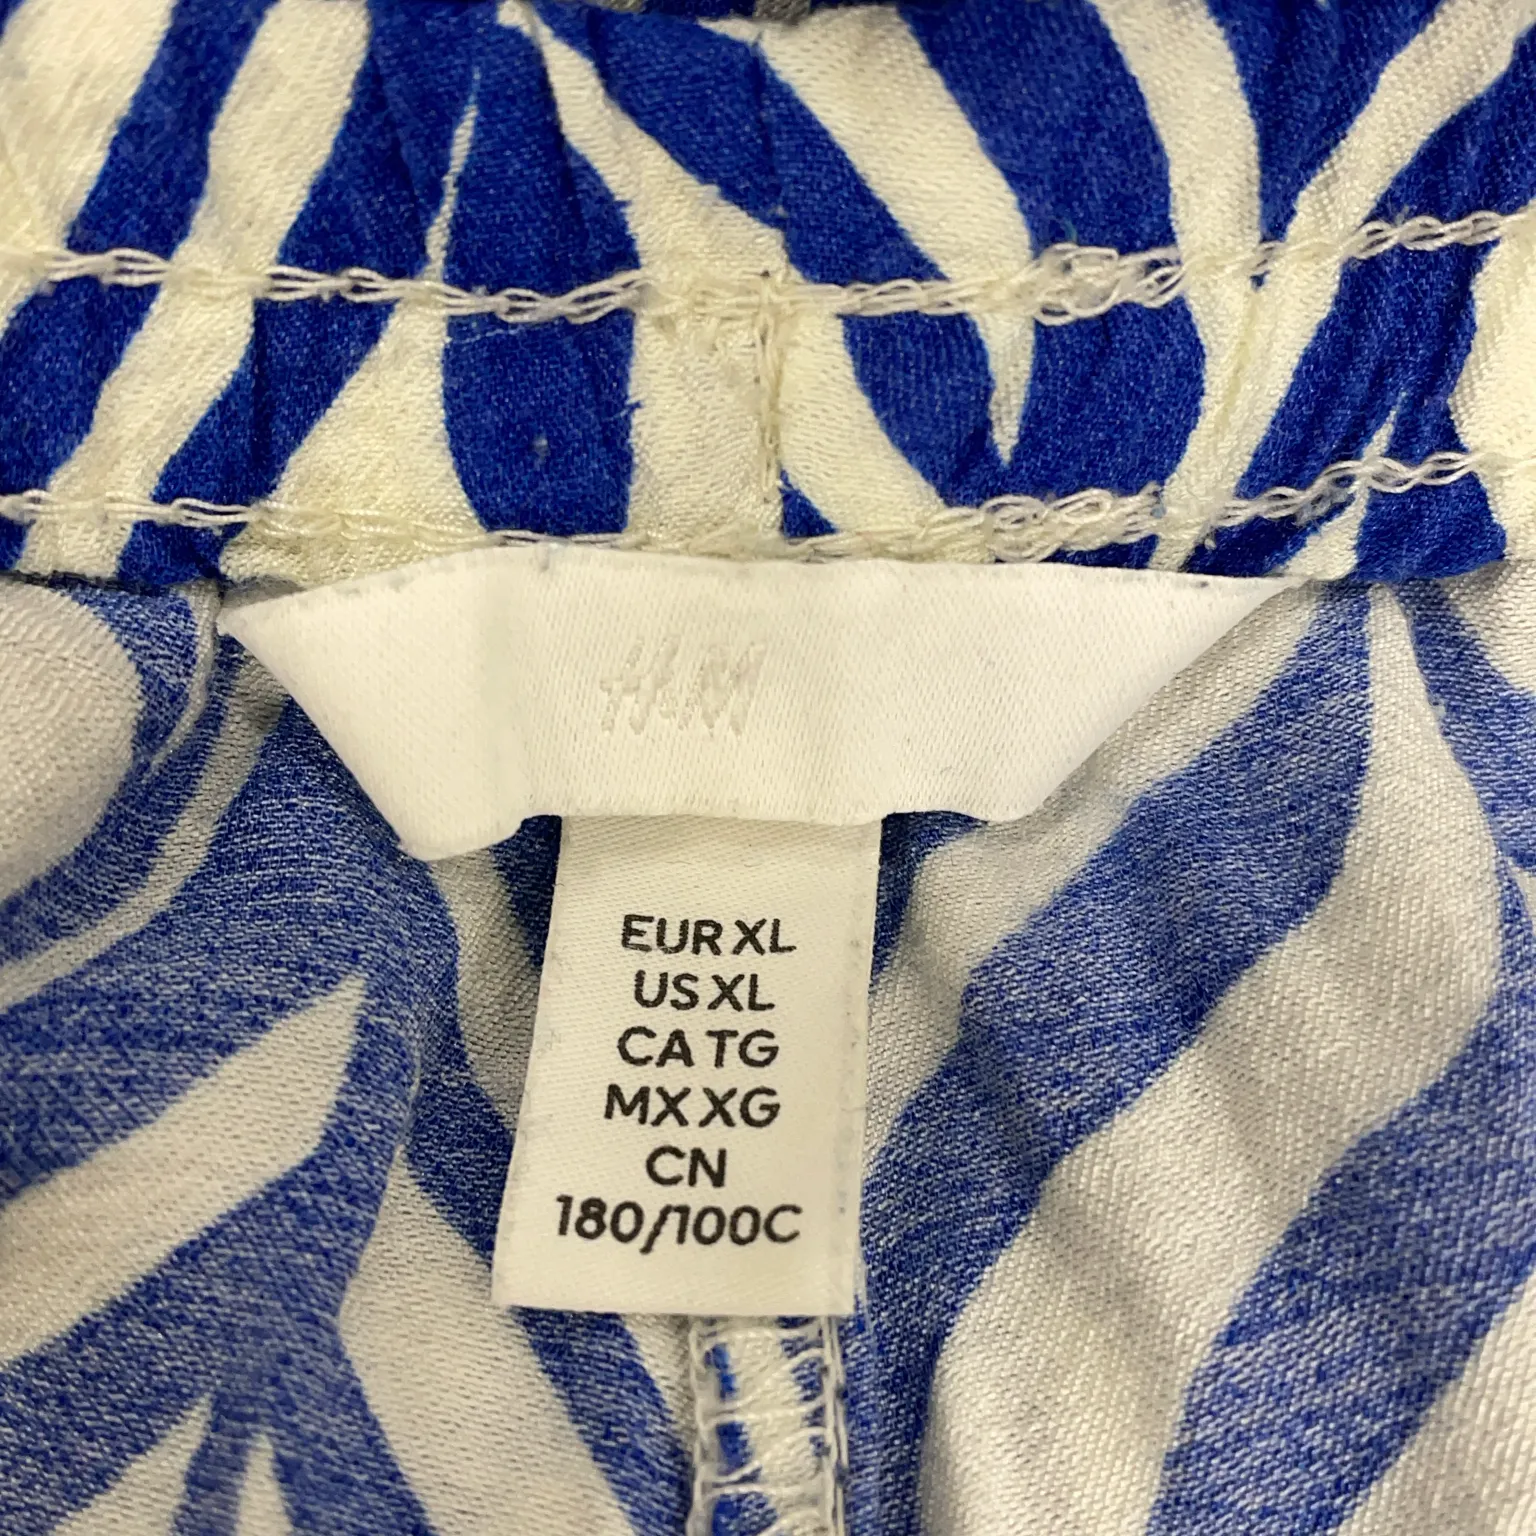 H&M
EUR XL
US XL
CA TG
MX XG
CN
180/100C